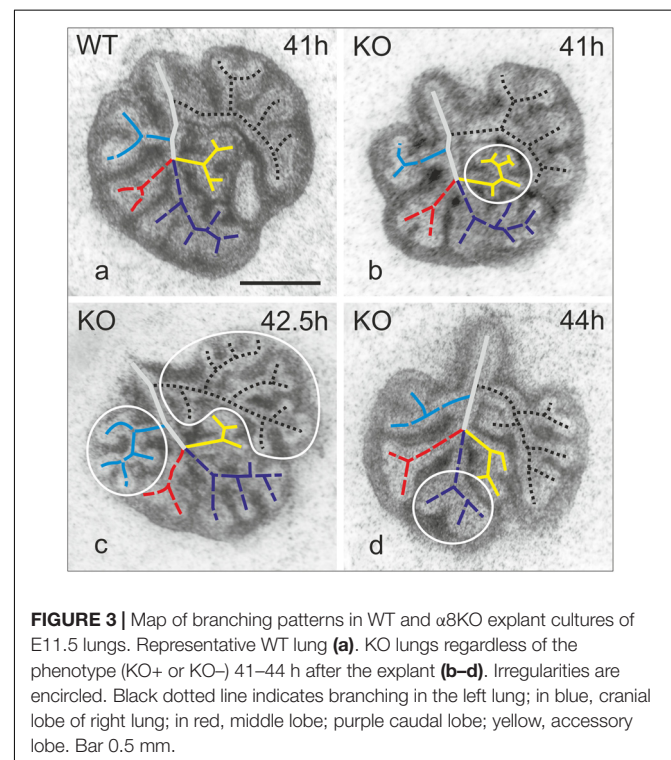 WT 41h
a
KO 41h
b
KO 42.5h
c
KO 44h
d
FIGURE 3 | Map of branching patterns in WT and α8KO explant cultures of
E11.5 lungs. Representative WT lung (a). KO lungs regardless of the
phenotype (KO+ or KO–) 41–44 h after the explant (b–d). Irregularities are
encircled. Black dotted line indicates branching in the left lung; in blue, cranial
lobe of right lung; in red, middle lobe; purple caudal lobe; yellow, accessory
lobe. Bar 0.5 mm.